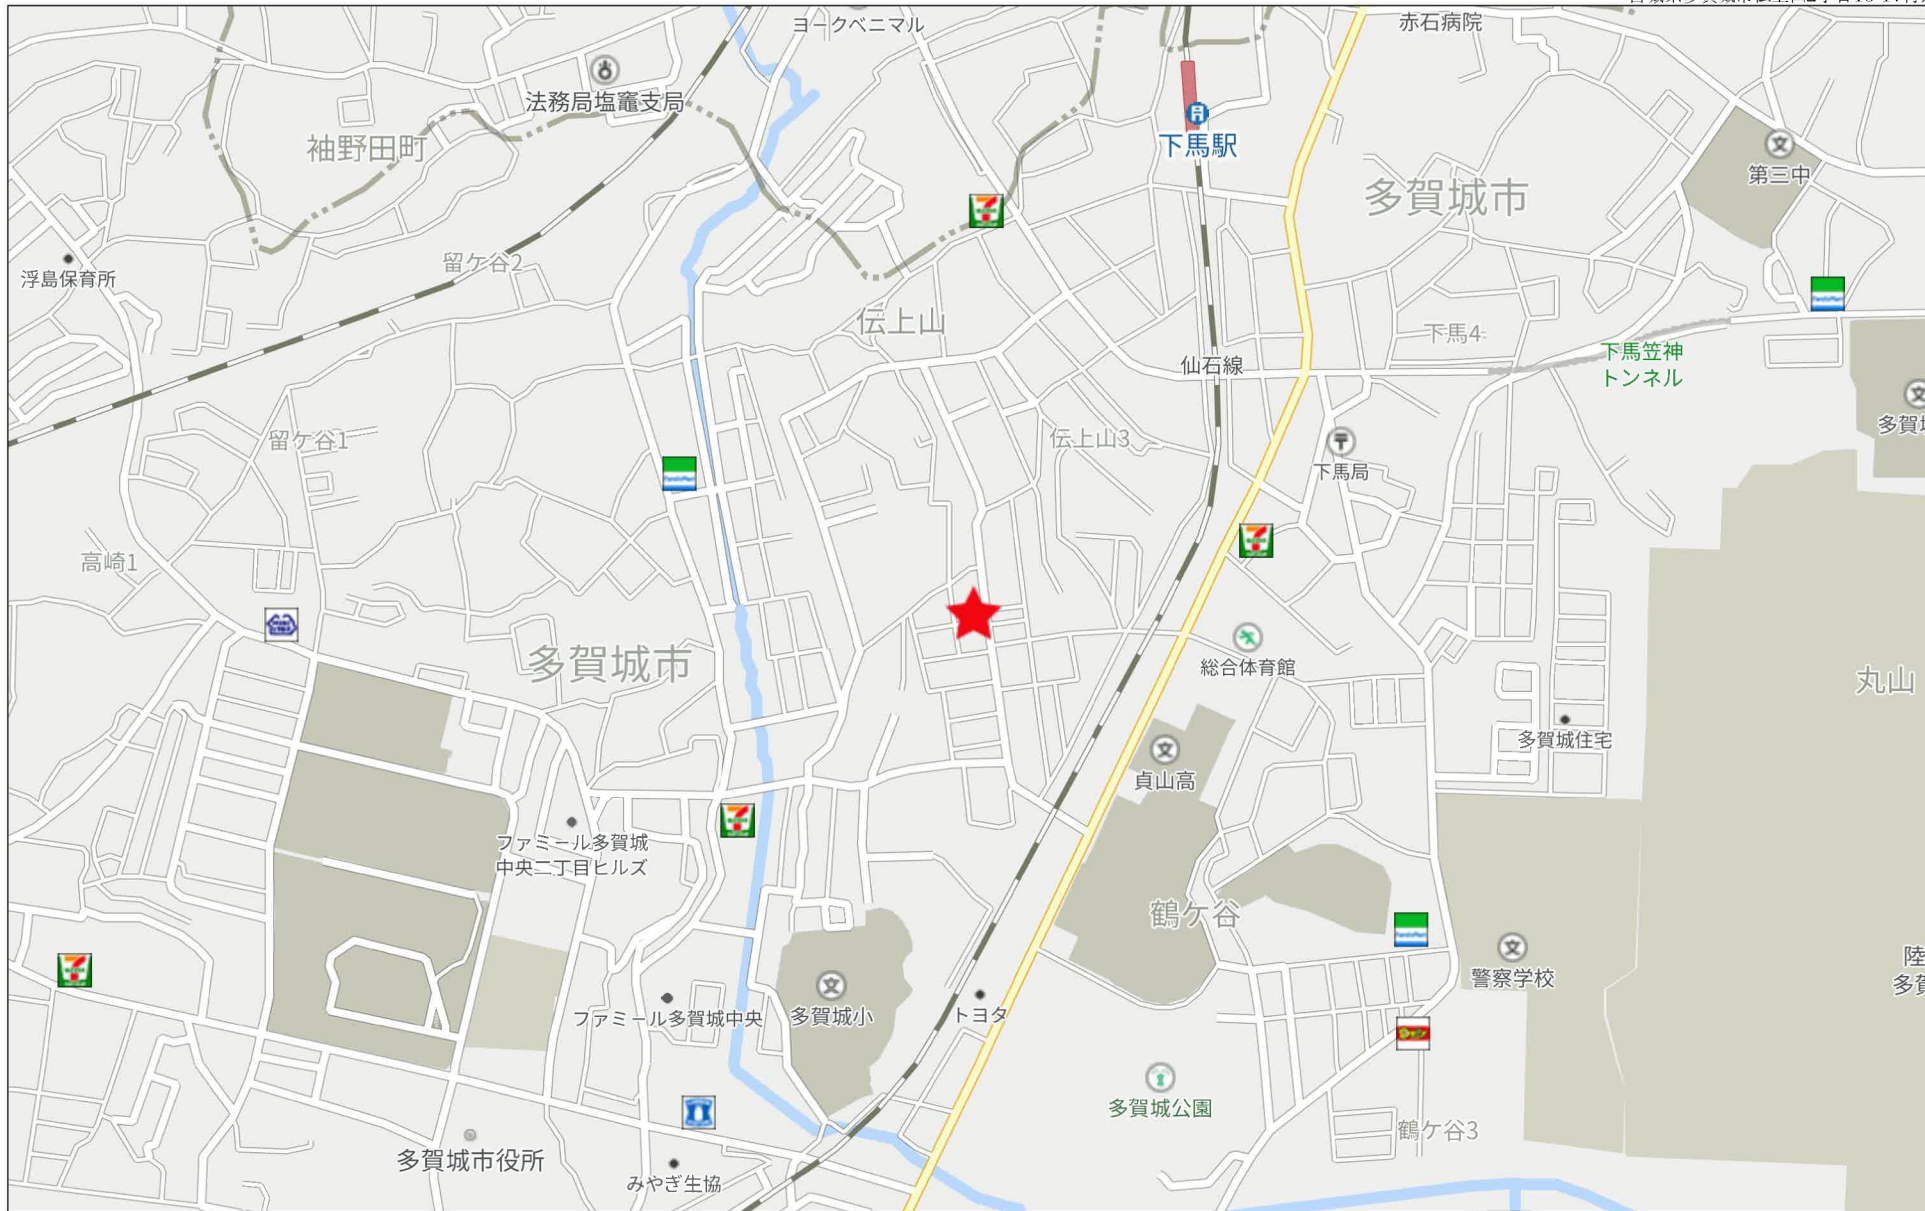 ヨークベニマル
赤石病院
法務局塩竈支局
袖野田町
下馬駅
第三中
多賀城市
留ケ谷2
浮島保育所
伝上山
下馬4
仙石線
下馬笠神
トンネル
留ケ谷1
伝上山3
下馬局
高崎1
多賀城市
総合体育館
丸山
多賀城住宅
貞山高
ファミール多賀城
中央二丁目ヒルズ
鶴ケ谷
警察学校
ファミール多賀城中央
多賀城小
トヨタ
多賀城公園
鶴ケ谷3
多賀城市役所
みやぎ生協